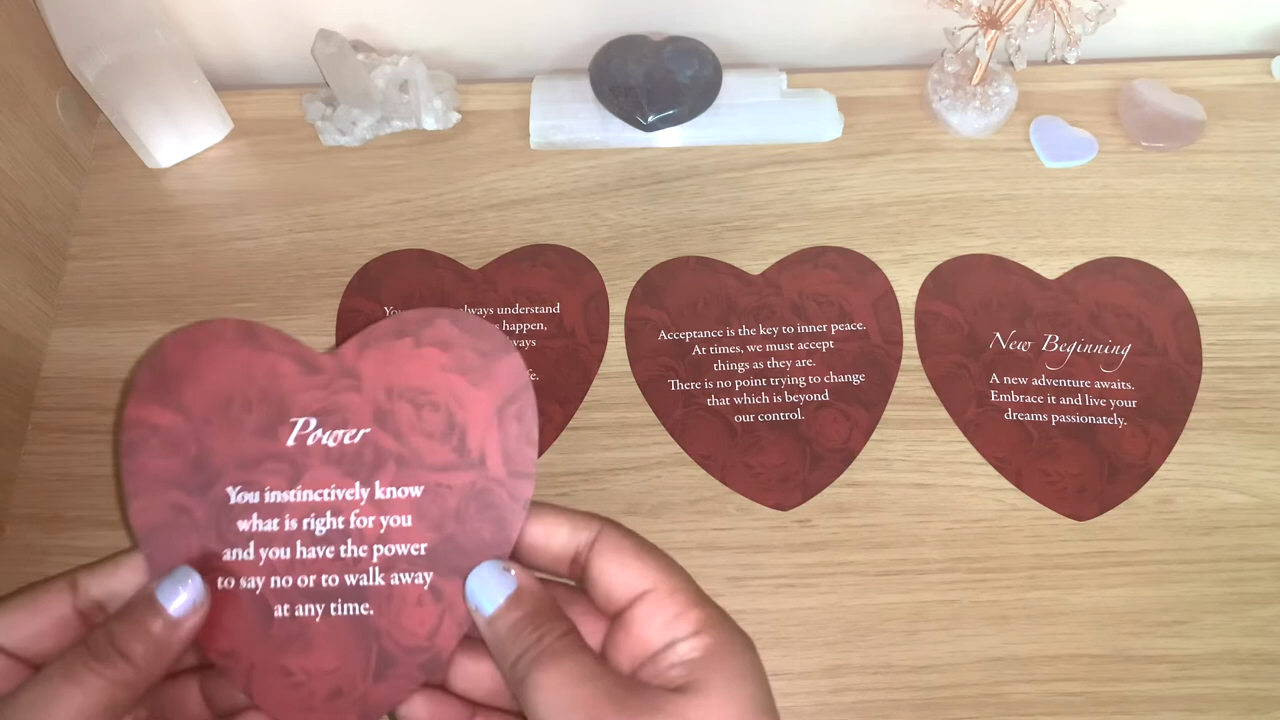 Power
You instinctively know
what is right for you
and you have the power
to say no or to walk away
at any time.
always understand
happen,
Acceptance is the key to inner peace.
At times, we must accept
things as they are.
There is no point trying to change
that which is beyond
our control.
New Beginning
A new adventure awaits.
Embrace it and live your
dreams passionately.